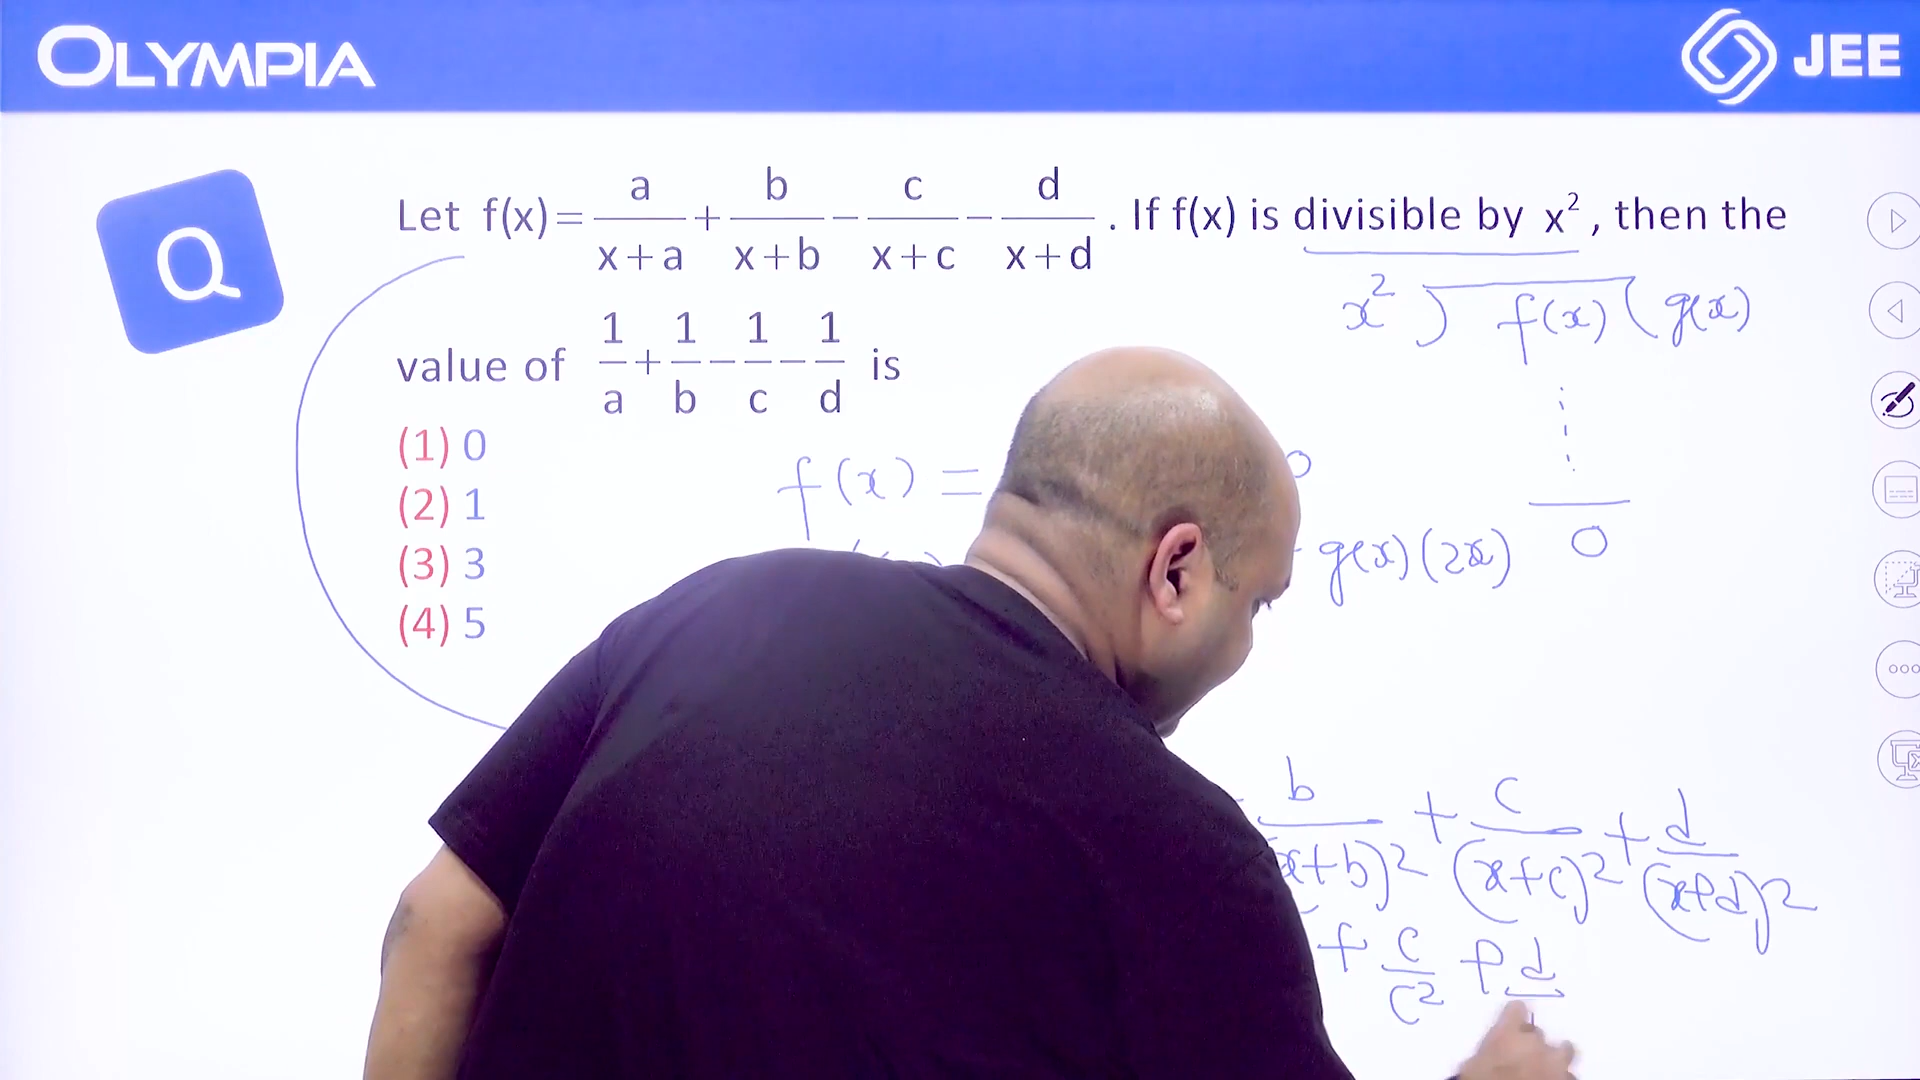 OLYMPIA
JEE
Q
Let f(x) = a/(x+a) + b/(x+b) − c/(x+c) − d/(x+d). If f(x) is divisible by x², then the
value of 1/a + 1/b − 1/c − 1/d is
(1) 0
(2) 1
(3) 3
(4) 5
x² ) f(x) ( g(x)
0
f(x) =
g(x)(2x)
b/(x+b)² + c/(x+c)² + d/(x+d)²
+ c/c² + d